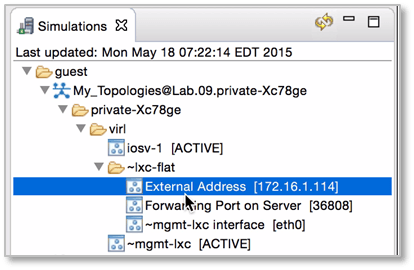 Simulations
Last updated: Mon May 18 07:22:14 EDT 2015
guest
My_Topologies@Lab.09.private-Xc78ge
private-Xc78ge
virl
iosv-1 [ACTIVE]
~lxc-flat
External Address [172.16.1.114]
Forwarding Port on Server [36808]
~mgmt-lxc interface [eth0]
~mgmt-lxc [ACTIVE]